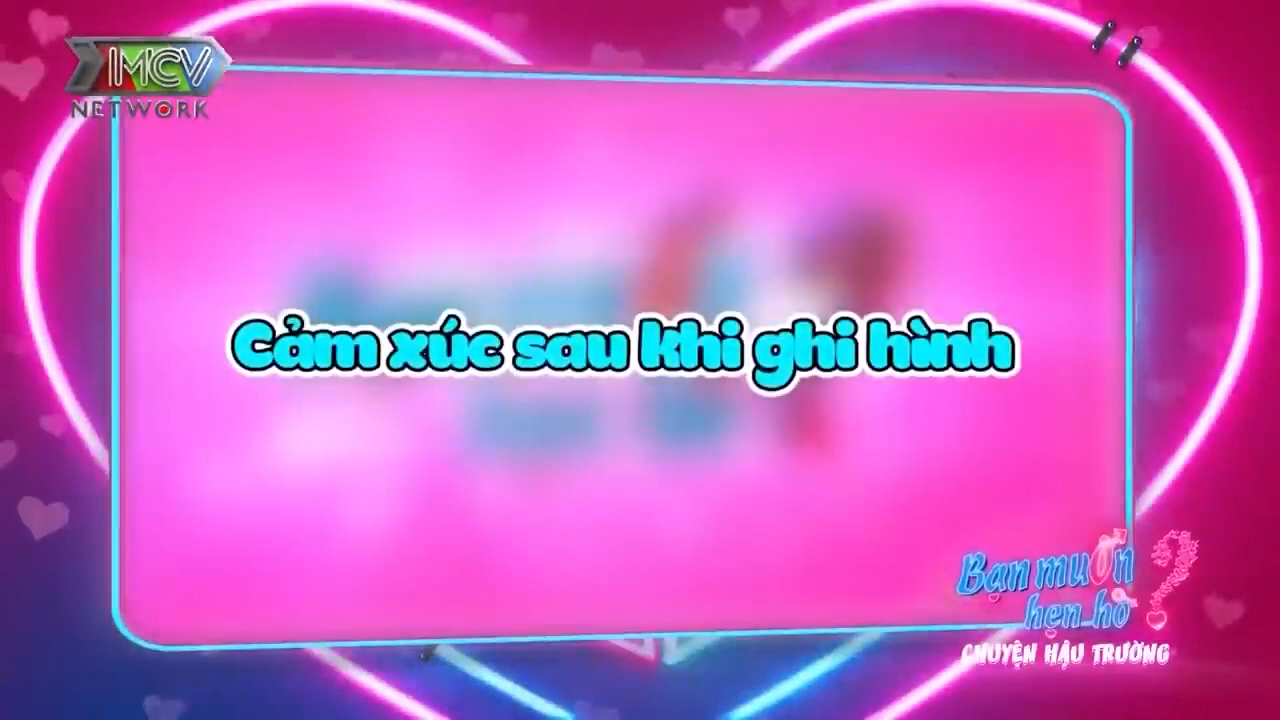 MCV
NETWORK
Cảm xúc sau khi ghi hình
Bạn muốn
hẹn hò?
CHUYỆN HẬU TRƯỜNG